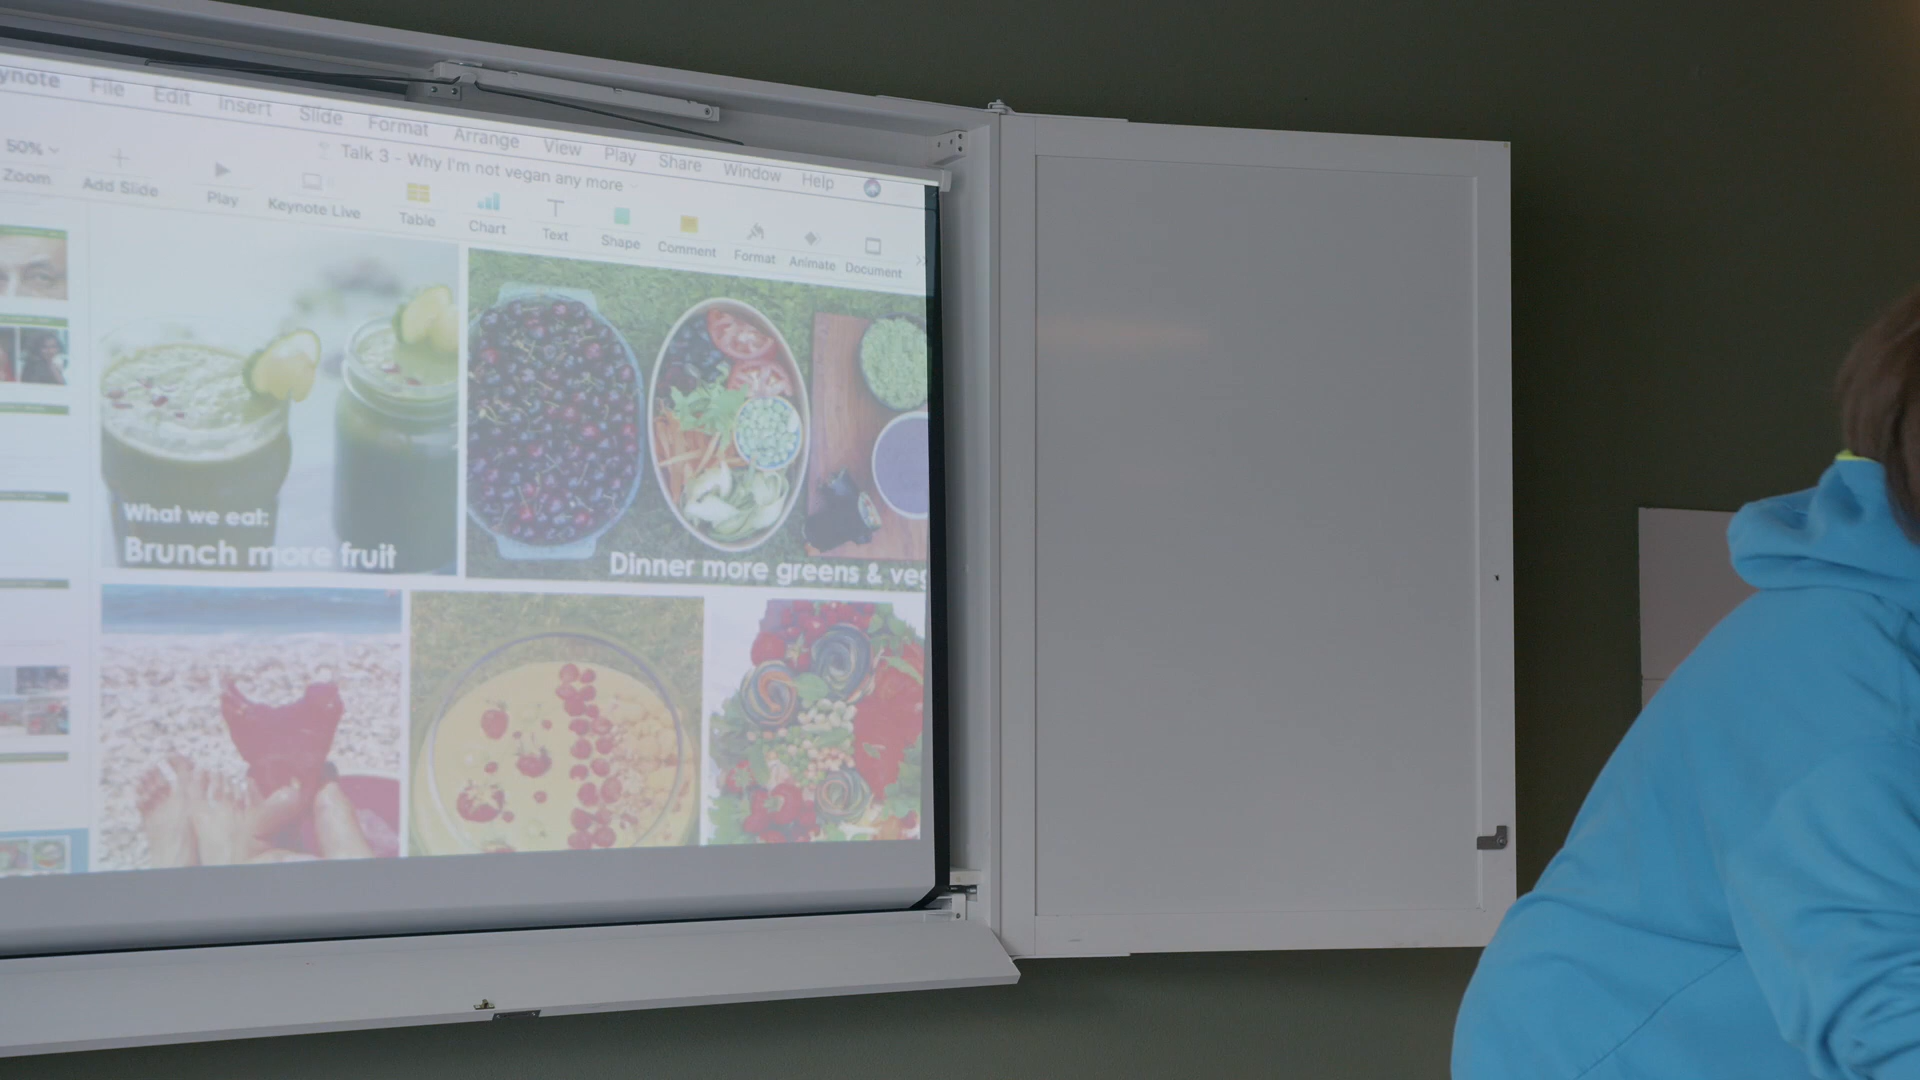 File Edit Insert Slide Format Arrange View Play Share Window Help
Talk 3 - Why I'm not vegan any more
50%
Zoom Add Slide Play Keynote Live Table Chart Text Shape Comment Format Animate Document
What we eat:
Brunch more fruit
Dinner more greens &